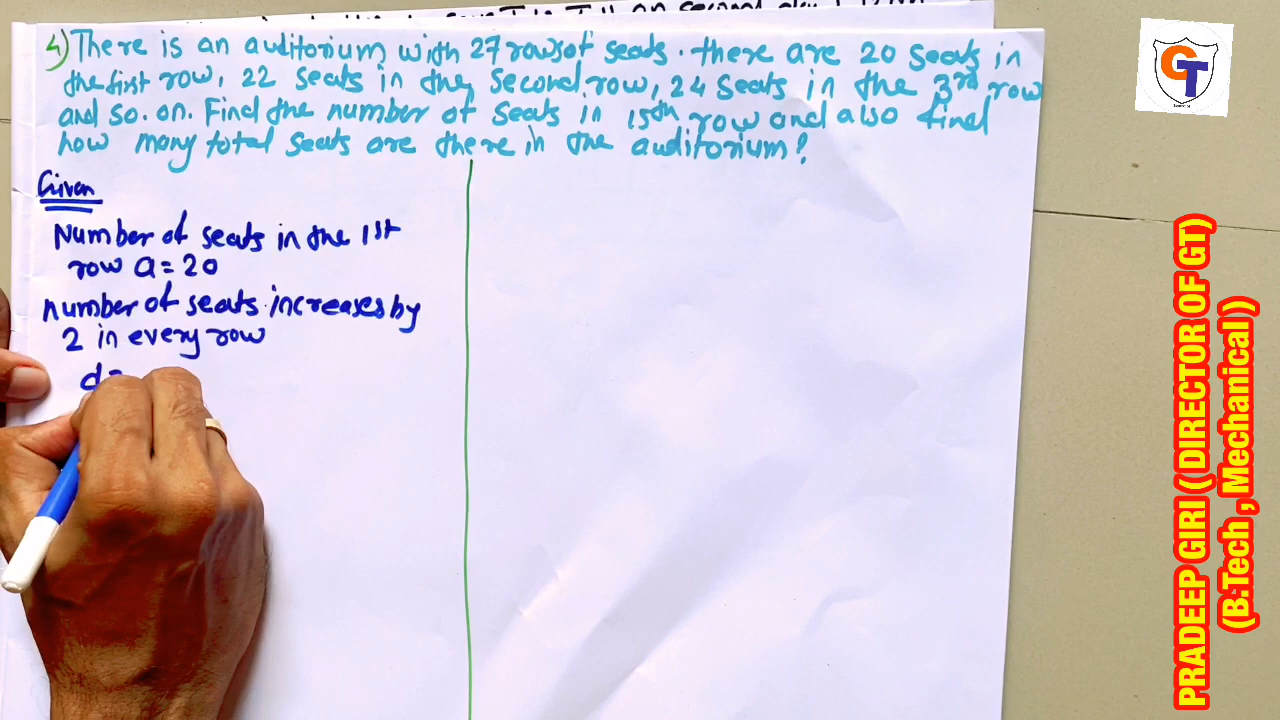 4) There is an auditorium with 27 rows of seats. there are 20 seats in
the first row, 22 seats in the second row, 24 seats in the 3rd row
and so. on. Find the number of seats in 15th row and also find
how many total seats are there in the auditorium?
Given
Number of seats in the 1st
row a = 20
number of seats increases by
2 in every row
d =
GT
PRADEEP GIRI ( DIRECTOR OF GT)
(B.Tech , Mechanical )